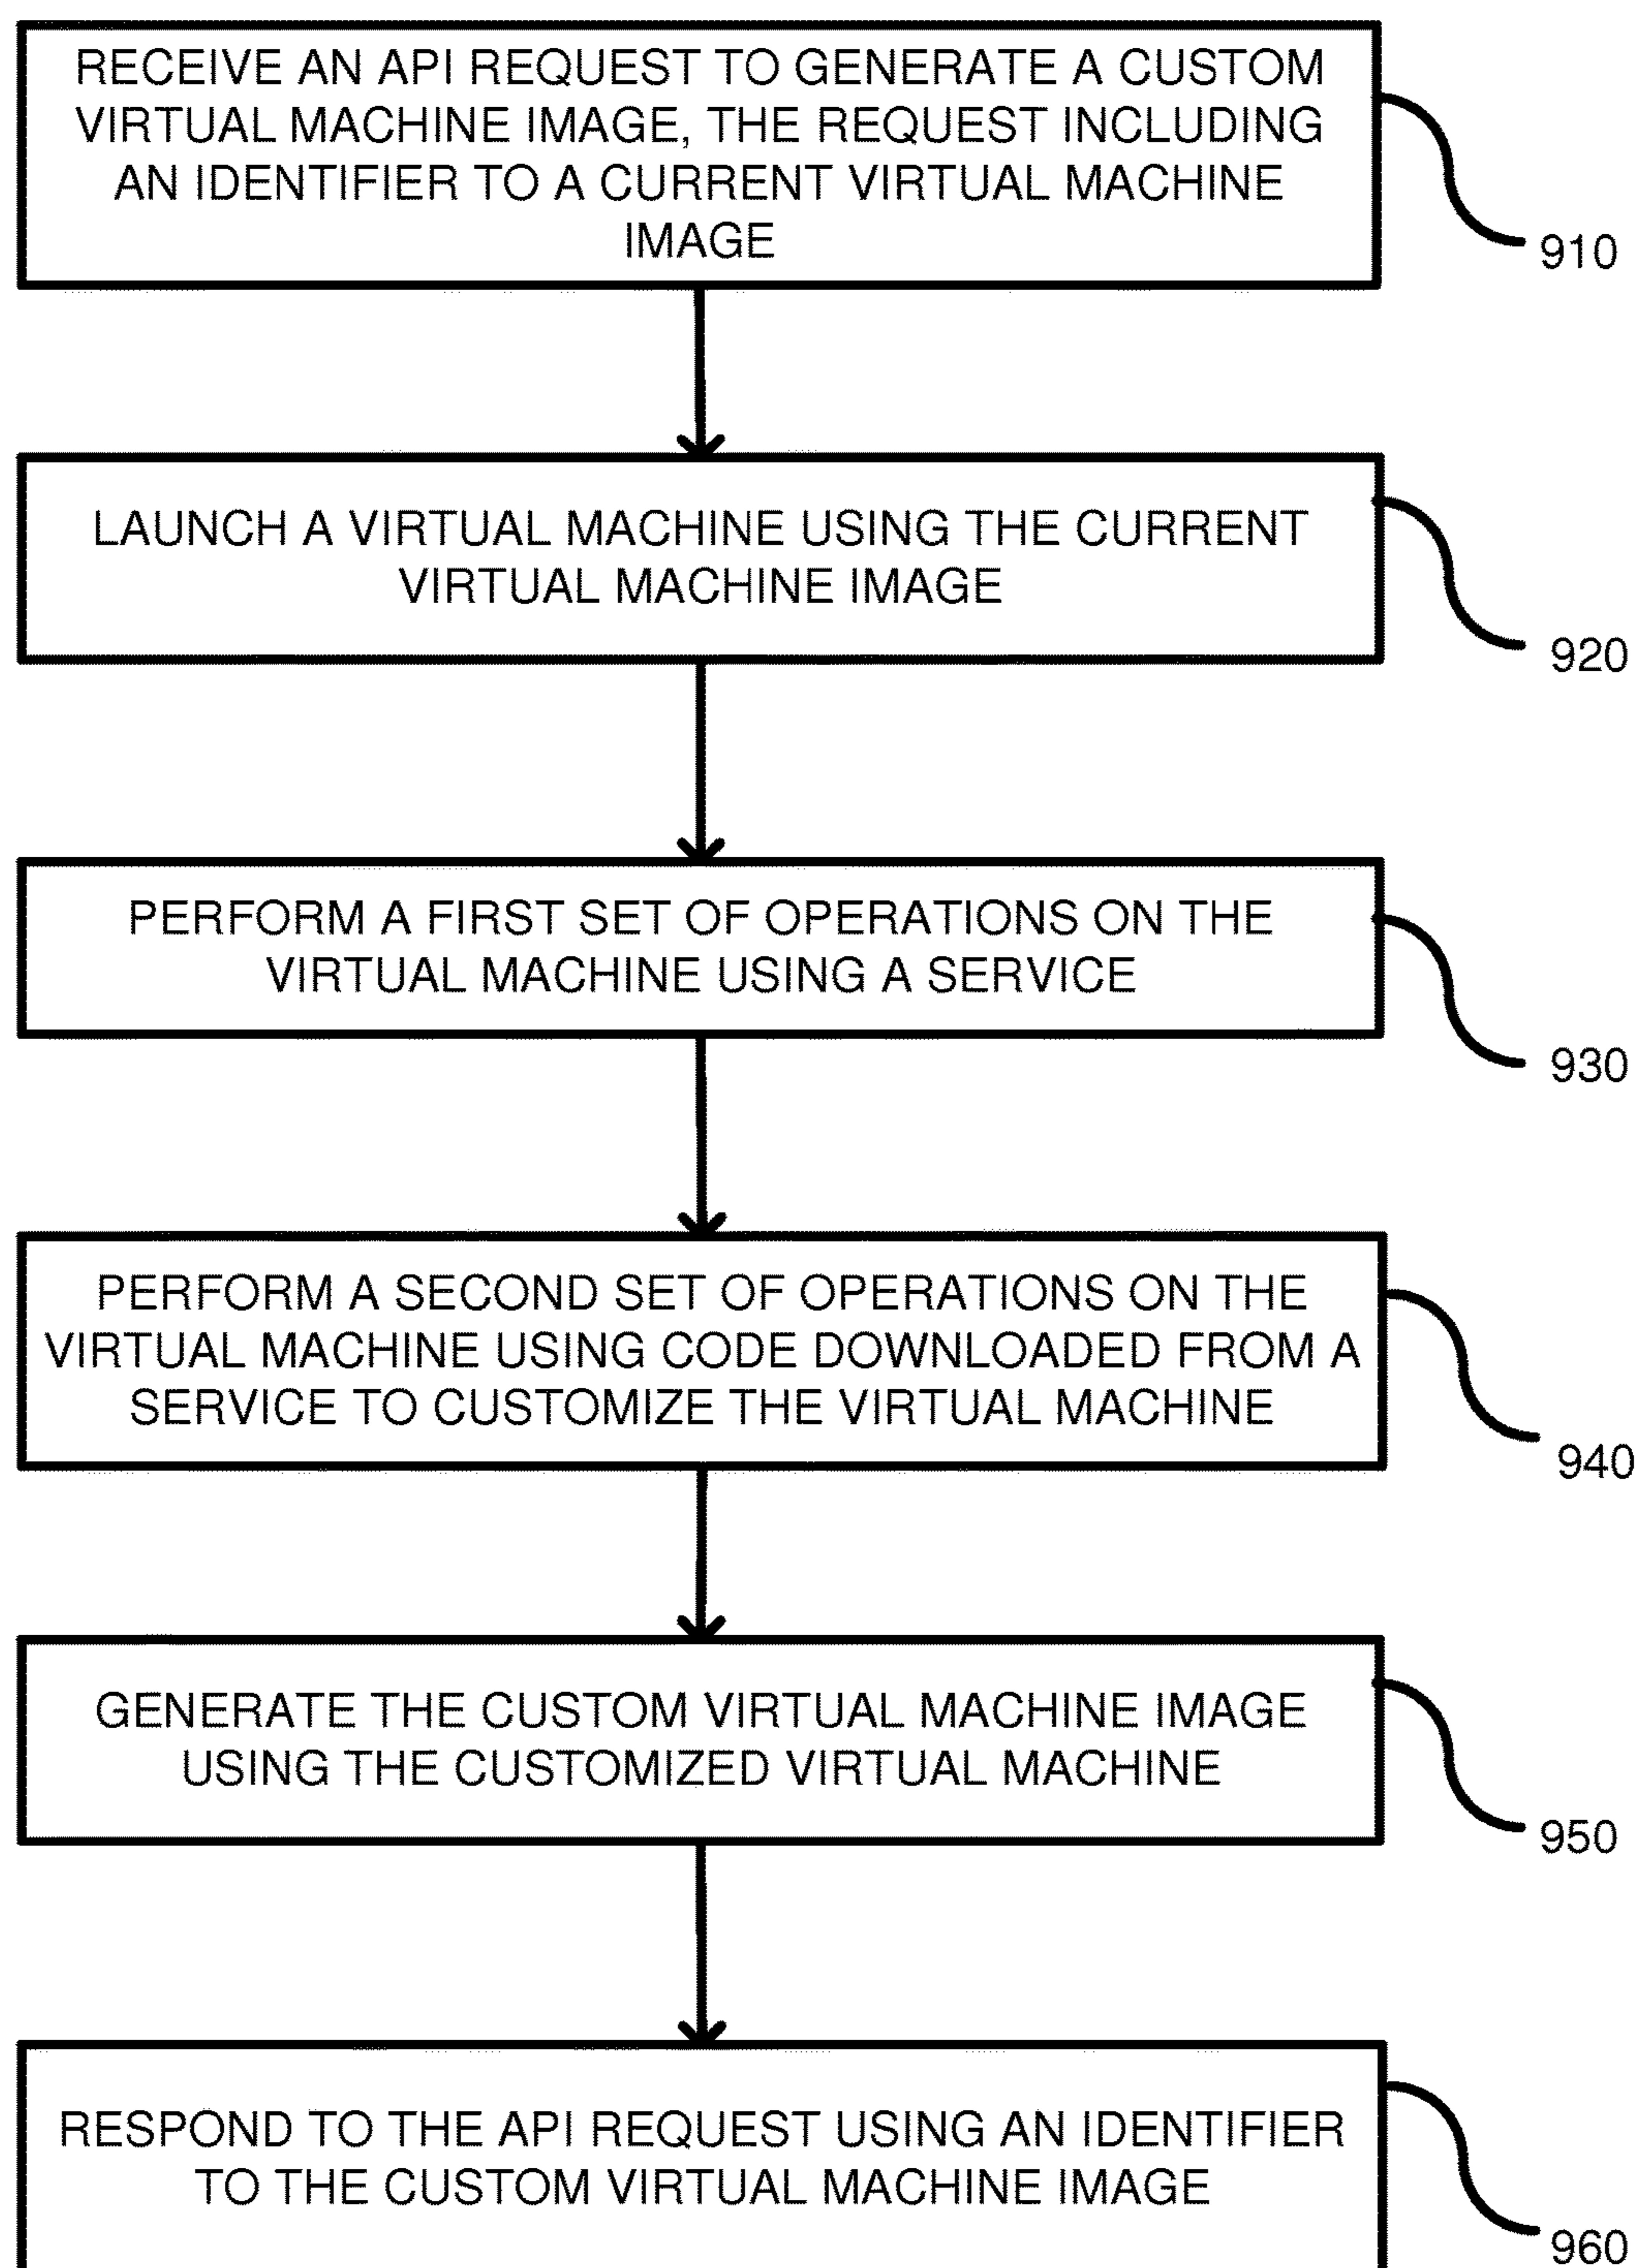 RECEIVE AN API REQUEST TO GENERATE A CUSTOM
VIRTUAL MACHINE IMAGE, THE REQUEST INCLUDING
AN IDENTIFIER TO A CURRENT VIRTUAL MACHINE
IMAGE
910
LAUNCH A VIRTUAL MACHINE USING THE CURRENT
VIRTUAL MACHINE IMAGE
920
PERFORM A FIRST SET OF OPERATIONS ON THE
VIRTUAL MACHINE USING A SERVICE
930
PERFORM A SECOND SET OF OPERATIONS ON THE
VIRTUAL MACHINE USING CODE DOWNLOADED FROM A
SERVICE TO CUSTOMIZE THE VIRTUAL MACHINE
940
GENERATE THE CUSTOM VIRTUAL MACHINE IMAGE
USING THE CUSTOMIZED VIRTUAL MACHINE
950
RESPOND TO THE API REQUEST USING AN IDENTIFIER
TO THE CUSTOM VIRTUAL MACHINE IMAGE
960